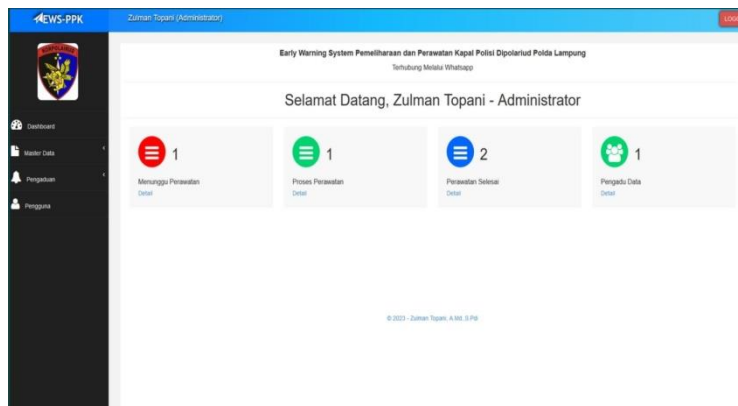 EWS-PPK
Zulman Topani (Administrator)
Early Warning System Pemeliharaan dan Perawatan Kapal Polisi Dipolariud Polda Lampung
Terhubung Melalui Whatsapp
Selamat Datang, Zulman Topani - Administrator
Dashboard
Master Data
Pengaduan
Pengguna
1
Menunggu Perawatan
Detail
1
Proses Perawatan
Detail
2
Perawatan Selesai
Detail
1
Pengadu Data
Detail
© 2023 - Zulman Topani, A.Md, S.Pdi